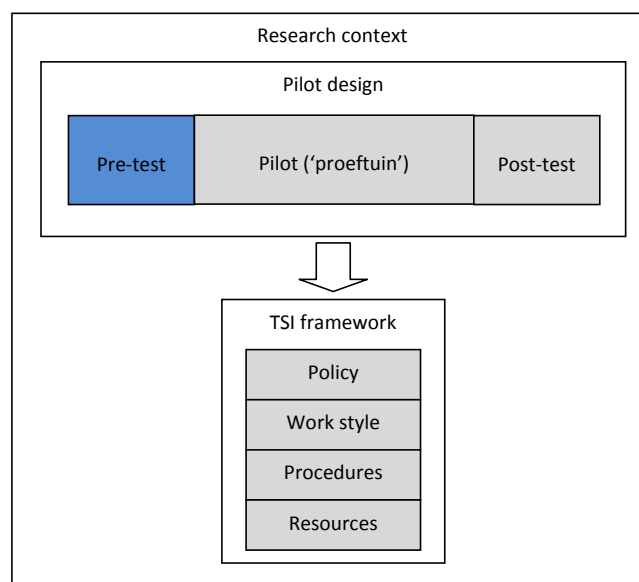 Research context
Pilot design
Pre-test
Pilot (‘proeftuin’)
Post-test
TSI framework
Policy
Work style
Procedures
Resources